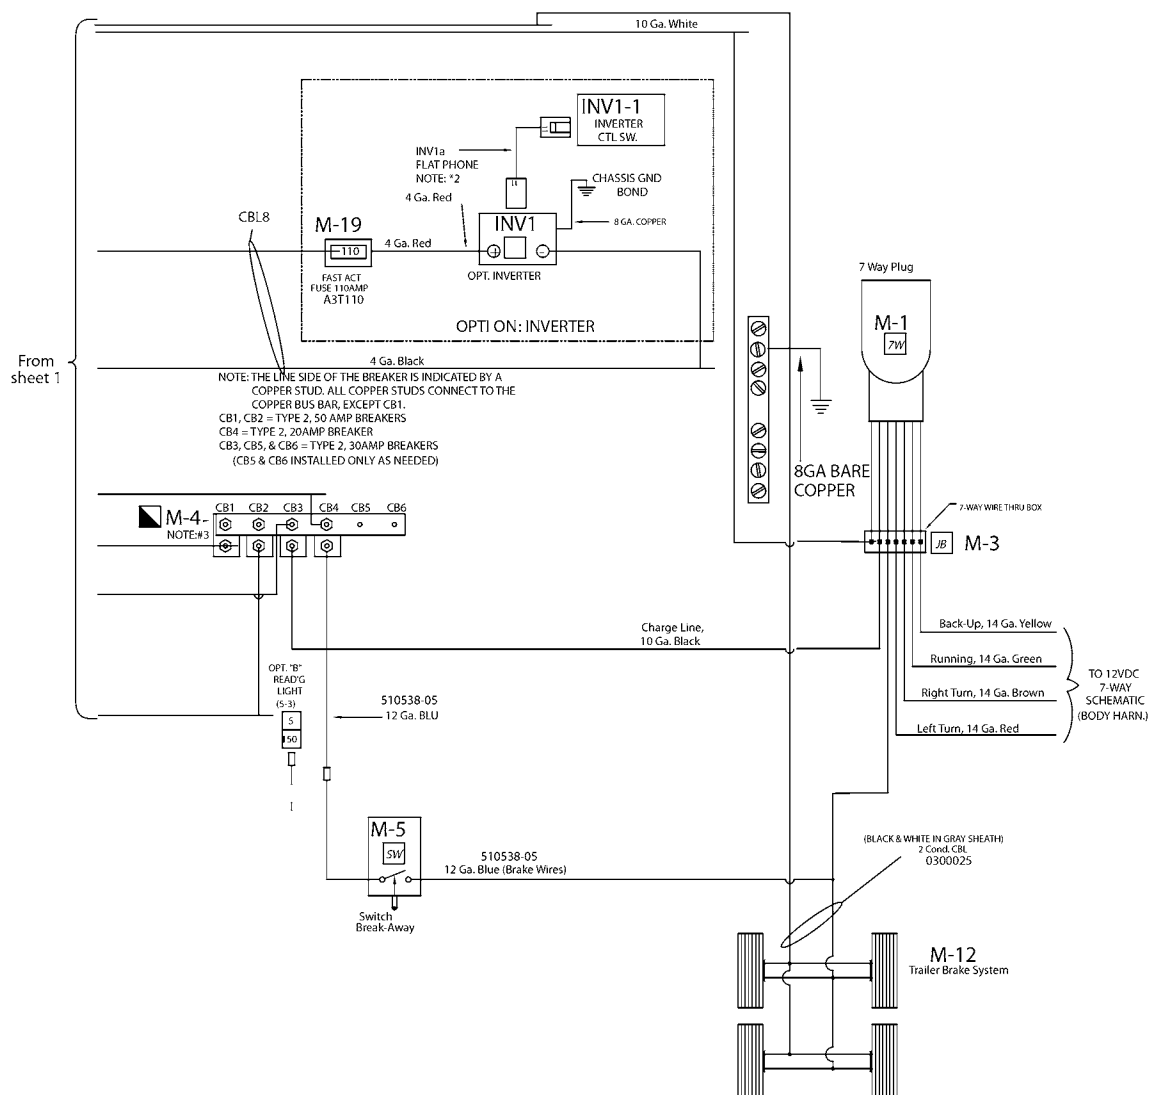 10 Ga. White
INV1-1
INVERTER
CTL SW.
INV1a
FLAT PHONE
NOTE: *2
4 Ga. Red
CHASSIS GND
BOND
8 GA. COPPER
CBL8
M-19
110
4 Ga. Red
INV1
+
-
FAST ACT
FUSE 110AMP
A3T110
OPT. INVERTER
OPTI ON: INVERTER
From
sheet 1
4 Ga. Black
NOTE: THE LINE SIDE OF THE BREAKER IS INDICATED BY A
COPPER STUD. ALL COPPER STUDS CONNECT TO THE
COPPER BUS BAR, EXCEPT CB1.
CB1, CB2 = TYPE 2, 50 AMP BREAKERS
CB4 = TYPE 2, 20AMP BREAKER
CB3, CB5, & CB6 = TYPE 2, 30AMP BREAKERS
(CB5 & CB6 INSTALLED ONLY AS NEEDED)
7 Way Plug
M-1
7W
8GA BARE
COPPER
CB1 CB2 CB3 CB4 CB5 CB6
M-4
NOTE:#3
7-WAY WIRE THRU BOX
JB
M-3
Charge Line,
10 Ga. Black
Back-Up, 14 Ga. Yellow
Running, 14 Ga. Green
Right Turn, 14 Ga. Brown
Left Turn, 14 Ga. Red
TO 12VDC
7-WAY
SCHEMATIC
(BODY HARN.)
OPT. "B"
READ'G
LIGHT
(S-3)
S
50
510538-05
12 Ga. BLU
M-5
SW
Switch
Break-Away
510538-05
12 Ga. Blue (Brake Wires)
(BLACK & WHITE IN GRAY SHEATH)
2 Cond. CBL
0300025
M-12
Trailer Brake System